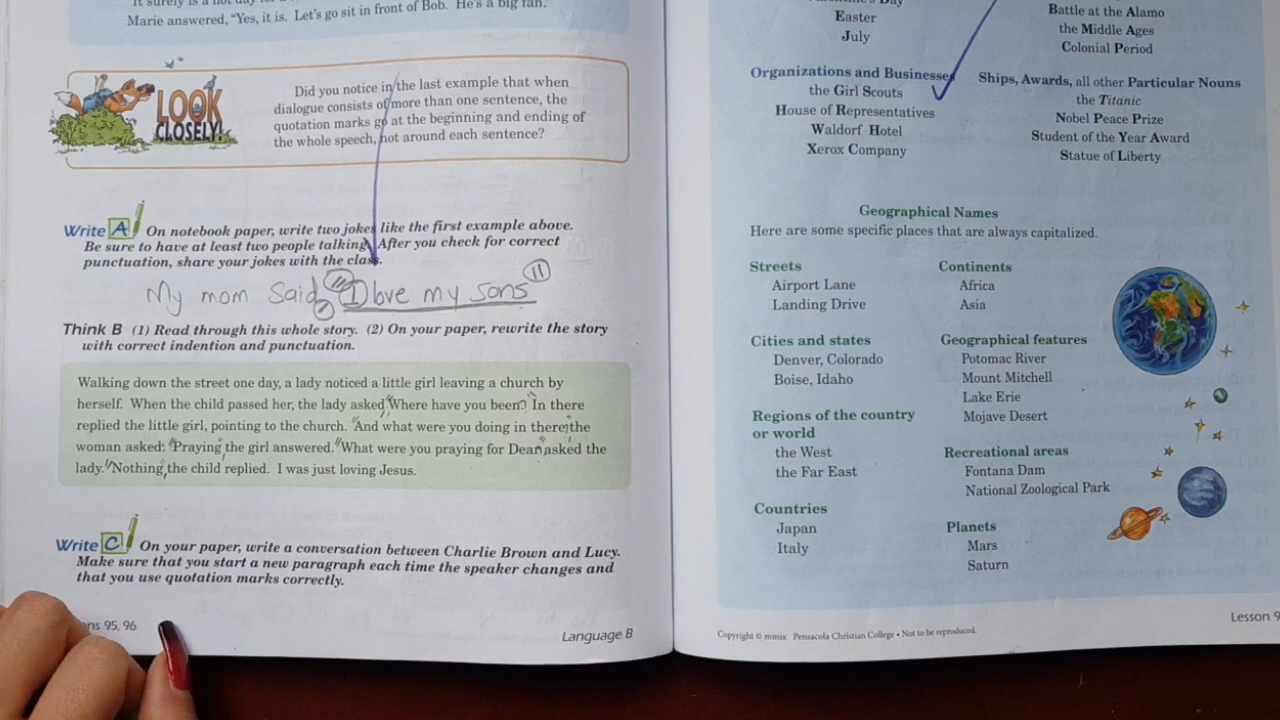 It surely is a hot day for a
Marie answered, "Yes, it is. Let's go sit in front of Bob. He's a big fan."
LOOK
CLOSELY!
Did you notice in the last example that when
dialogue consists of more than one sentence, the
quotation marks go at the beginning and ending of
the whole speech, not around each sentence?
Write A On notebook paper, write two jokes like the first example above.
Be sure to have at least two people talking. After you check for correct
punctuation, share your jokes with the class.
My mom Said, "I love my sons"
Think B (1) Read through this whole story. (2) On your paper, rewrite the story
with correct indention and punctuation.
Walking down the street one day, a lady noticed a little girl leaving a church by
herself. When the child passed her, the lady asked, "Where have you been?" In there
replied the little girl, pointing to the church. "And what were you doing in there? the
woman asked. "Praying, the girl answered. "What were you praying for Dean" asked the
lady. "Nothing, the child replied. I was just loving Jesus.
Write C On your paper, write a conversation between Charlie Brown and Lucy.
Make sure that you start a new paragraph each time the speaker changes and
that you use quotation marks correctly.
ns 95, 96
Language B
Day
Easter
July
Battle at the Alamo
the Middle Ages
Colonial Period
Organizations and Businesses
the Girl Scouts
House of Representatives
Waldorf Hotel
Xerox Company
Ships, Awards, all other Particular Nouns
the Titanic
Nobel Peace Prize
Student of the Year Award
Statue of Liberty
Geographical Names
Here are some specific places that are always capitalized.
Streets
Airport Lane
Landing Drive
Cities and states
Denver, Colorado
Boise, Idaho
Regions of the country
or world
the West
the Far East
Countries
Japan
Italy
Continents
Africa
Asia
Geographical features
Potomac River
Mount Mitchell
Lake Erie
Mojave Desert
Recreational areas
Fontana Dam
National Zoological Park
Planets
Mars
Saturn
Copyright © mmix Pensacola Christian College • Not to be reproduced.
Lesson 9